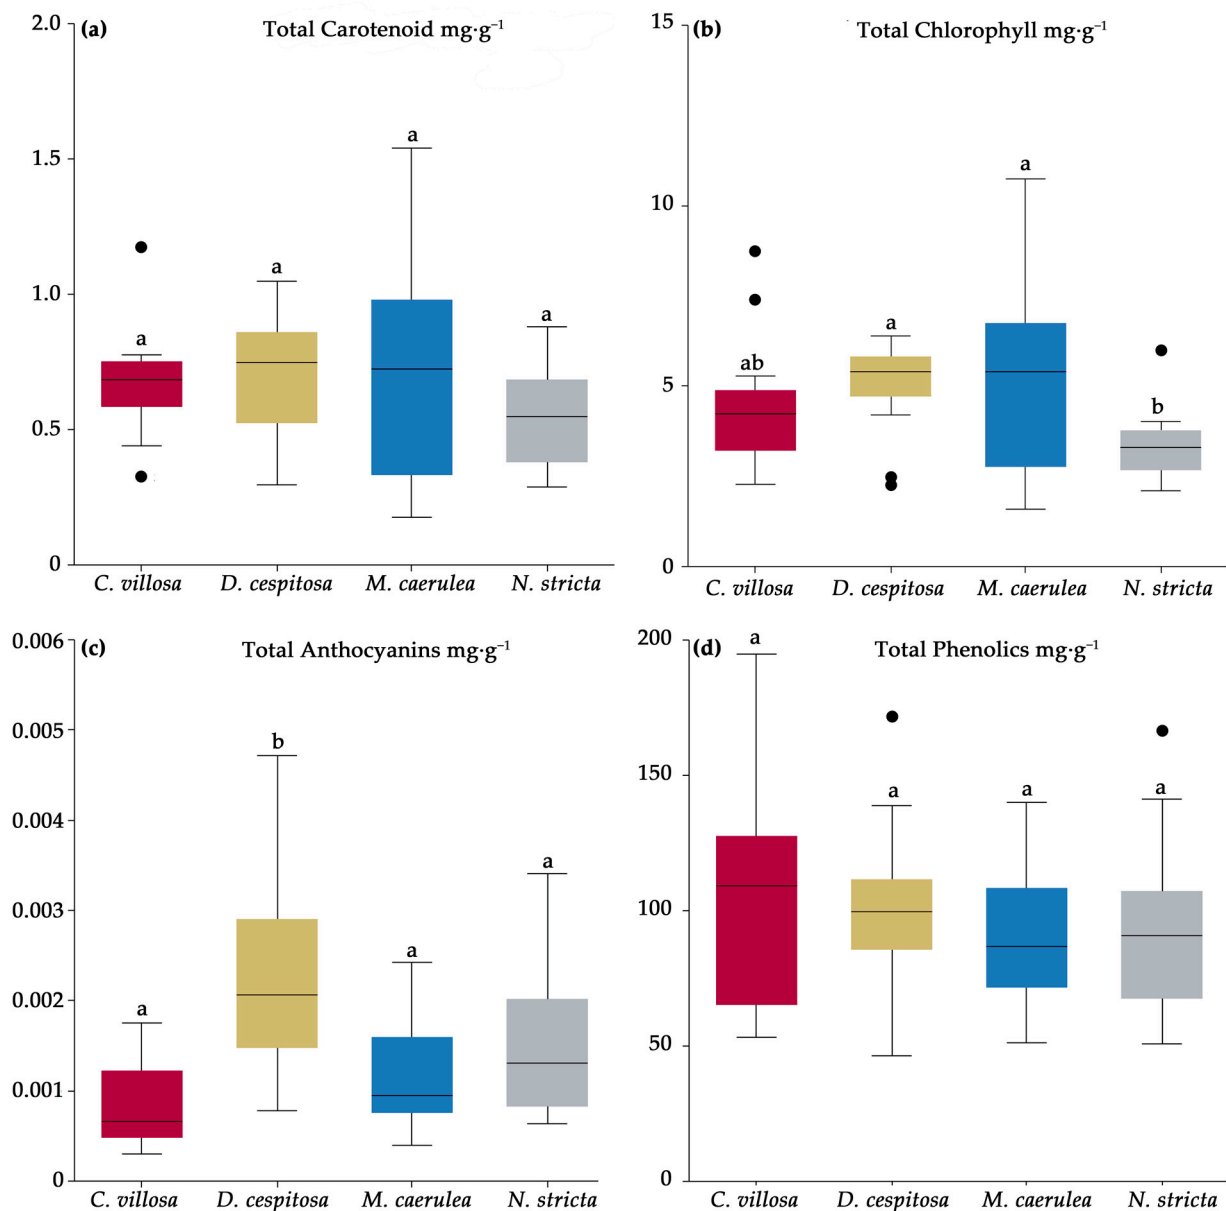 (a) Total Carotenoid mg·g⁻¹
2.0
1.5
1.0
0.5
0
a
a
a
a
C. villosa D. cespitosa M. caerulea N. stricta
(b) Total Chlorophyll mg·g⁻¹
15
10
5
0
ab
a
a
b
C. villosa D. cespitosa M. caerulea N. stricta
(c) Total Anthocyanins mg·g⁻¹
0.006
0.005
0.004
0.003
0.002
0.001
0
a
b
a
a
C. villosa D. cespitosa M. caerulea N. stricta
(d) Total Phenolics mg·g⁻¹
200
150
100
50
0
a
a
a
a
C. villosa D. cespitosa M. caerulea N. stricta